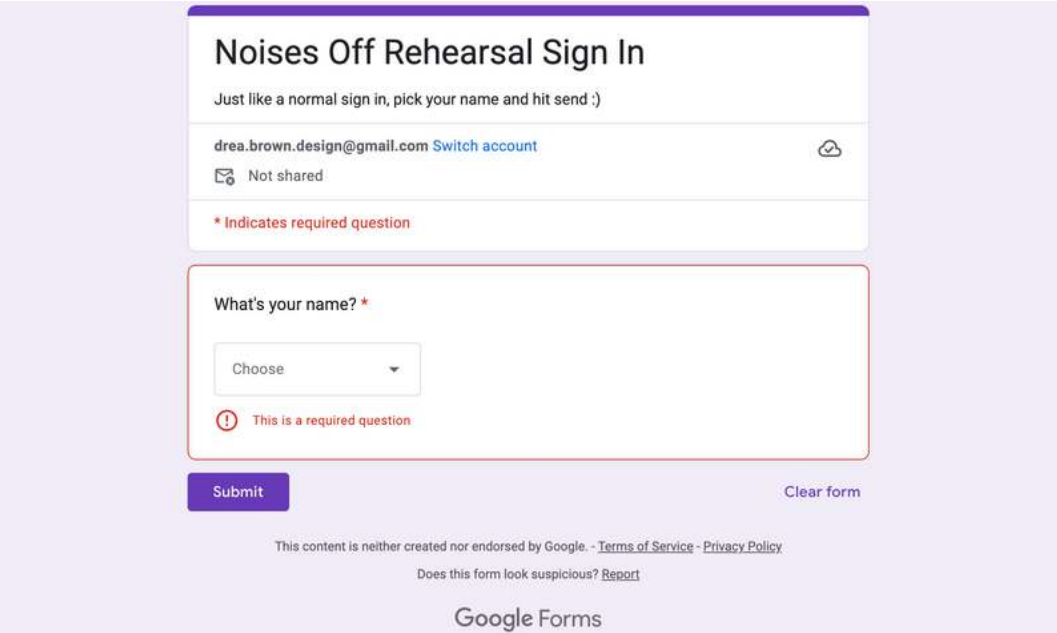 Noises Off Rehearsal Sign In
Just like a normal sign in, pick your name and hit send :)
drea.brown.design@gmail.com Switch account
Not shared
* Indicates required question
What's your name? *
Choose
This is a required question
Submit Clear form
This content is neither created nor endorsed by Google. - Terms of Service - Privacy Policy
Does this form look suspicious? Report
Google Forms